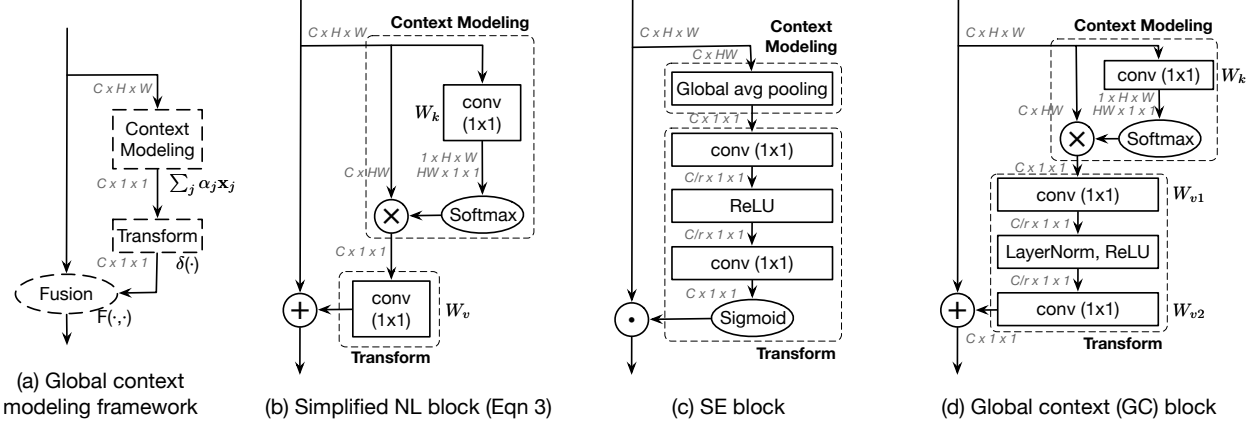 C x H x W
Context
Modeling
C x 1 x 1
∑j αjxj
Transform
C x 1 x 1
δ(·)
Fusion
F(·,·)
(a) Global context
modeling framework
Context Modeling
C x H x W
Wk
conv
(1x1)
1 x H x W
HW x 1 x 1
C x HW
×
Softmax
C x 1 x 1
conv
(1x1)
Wv
+
Transform
(b) Simplified NL block (Eqn 3)
C x H x W
Context
Modeling
C x HW
Global avg pooling
C x 1 x 1
conv (1x1)
C/r x 1 x 1
ReLU
C/r x 1 x 1
conv (1x1)
C x 1 x 1
Sigmoid
·
Transform
(c) SE block
Context Modeling
C x H x W
conv (1x1)
Wk
1 x H x W
HW x 1 x 1
C x HW
×
Softmax
C x 1 x 1
conv (1x1)
Wv1
C/r x 1 x 1
LayerNorm, ReLU
C/r x 1 x 1
conv (1x1)
Wv2
+
C x 1 x 1
Transform
(d) Global context (GC) block